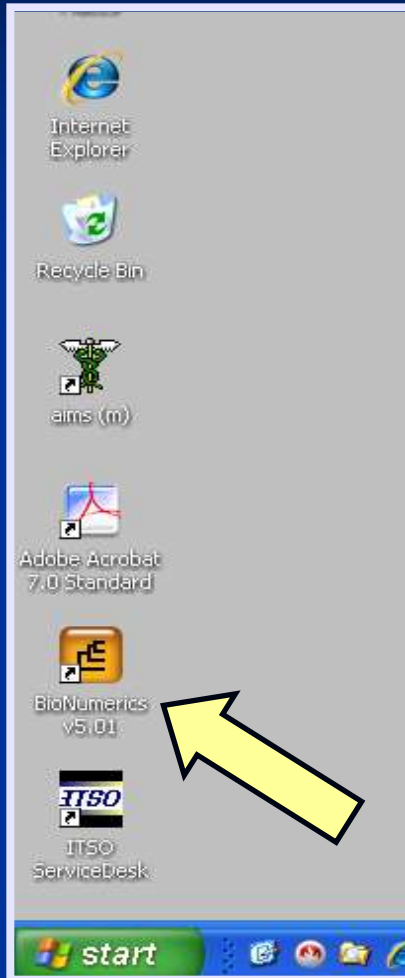 Internet
Explorer
Recycle Bin
aims (m)
Adobe Acrobat
7.0 Standard
BioNumerics
v5.01
ITSO
ITSO
ServiceDesk
start